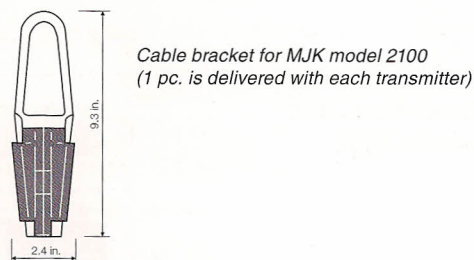 Cable bracket for MJK model 2100
(1 pc. is delivered with each transmitter)
9.3 in.
2.4 in.